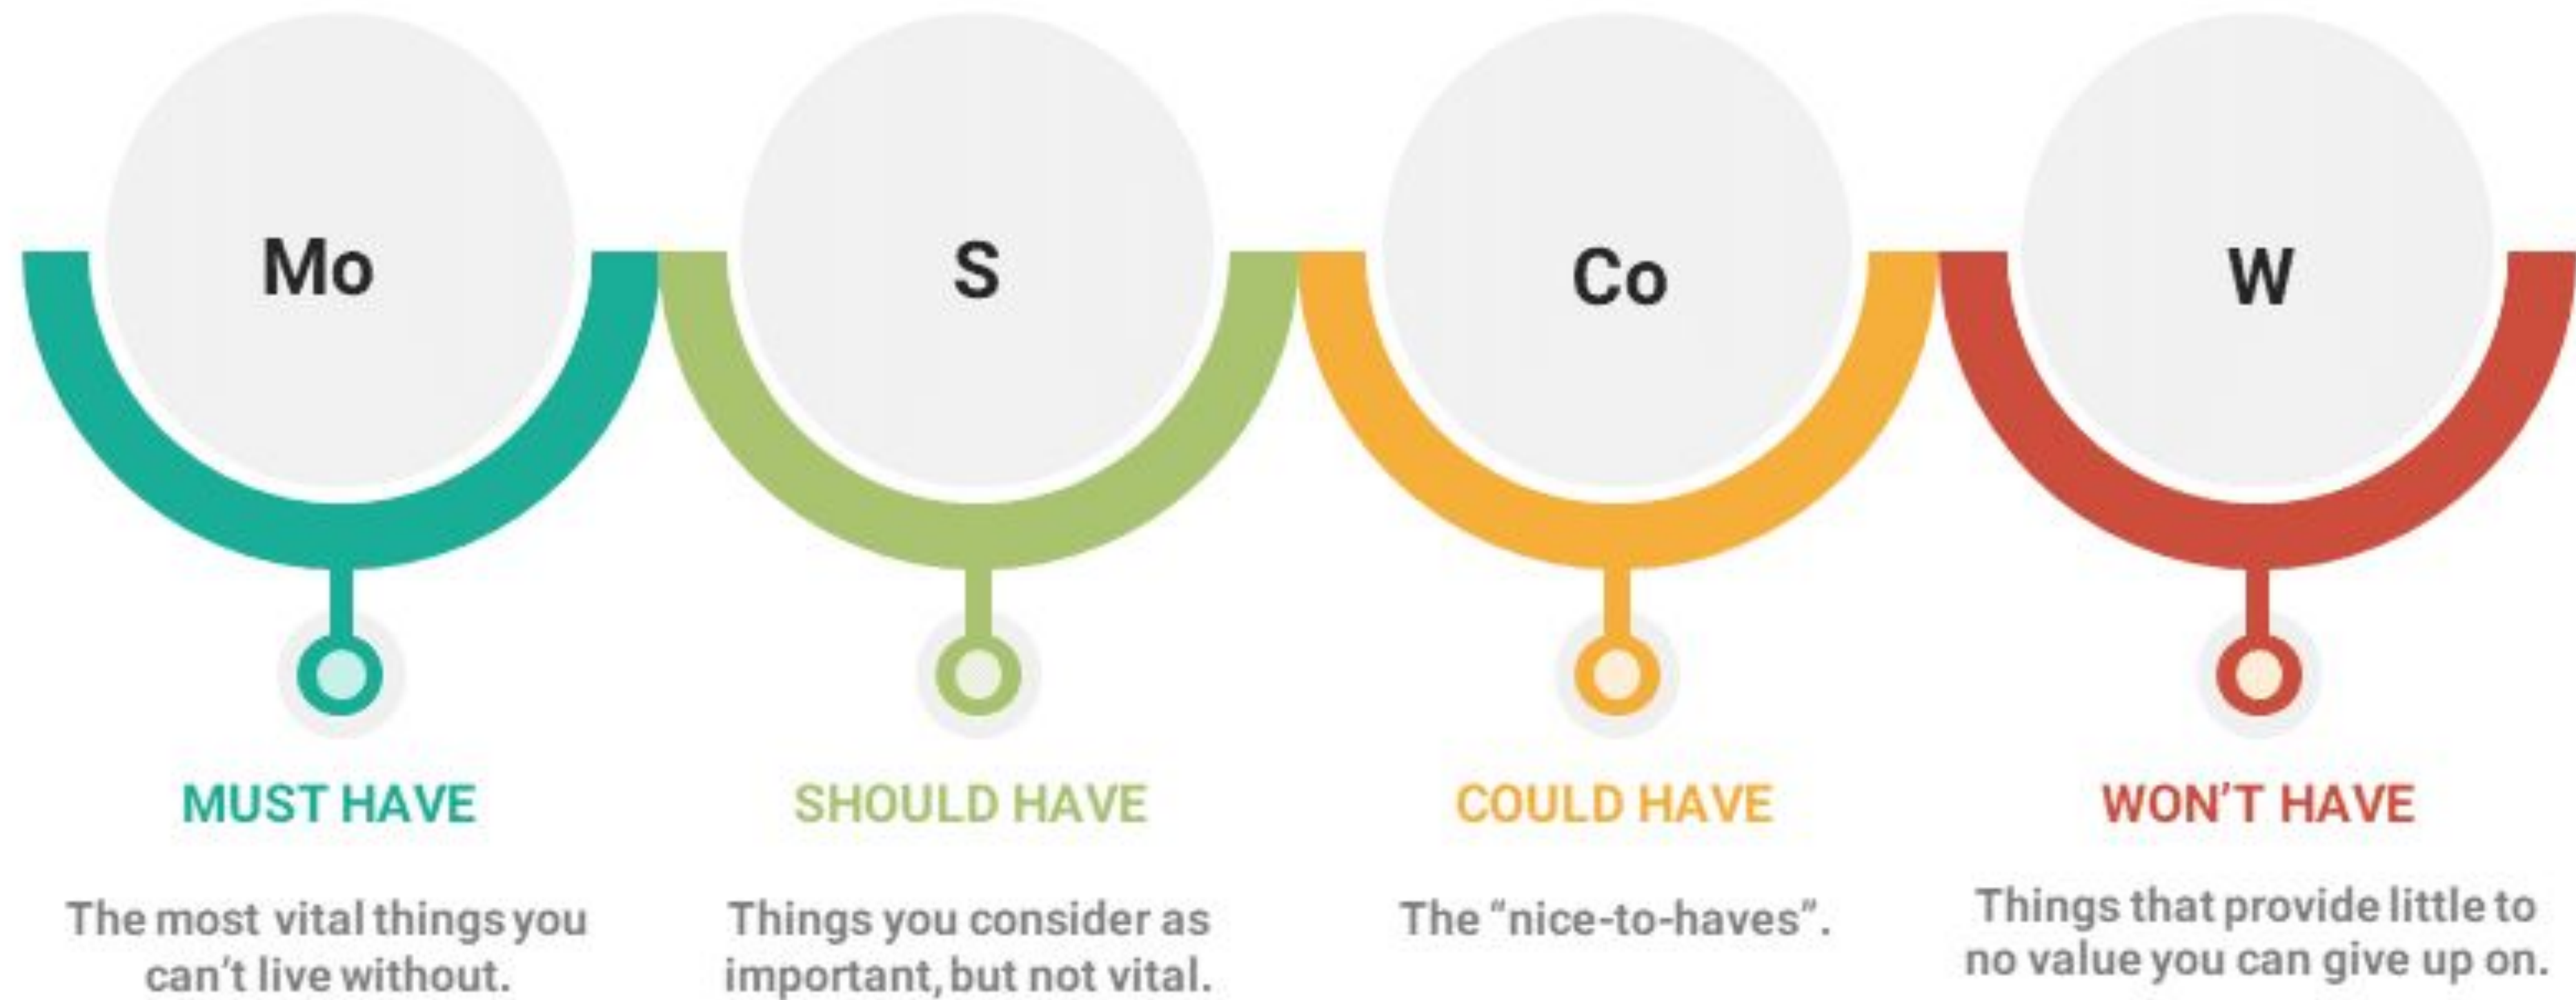 Mo
S
Co
W
MUST HAVE
The most vital things you
can't live without.
SHOULD HAVE
Things you consider as
important, but not vital.
COULD HAVE
The “nice-to-haves”.
WON’T HAVE
Things that provide little to
no value you can give up on.